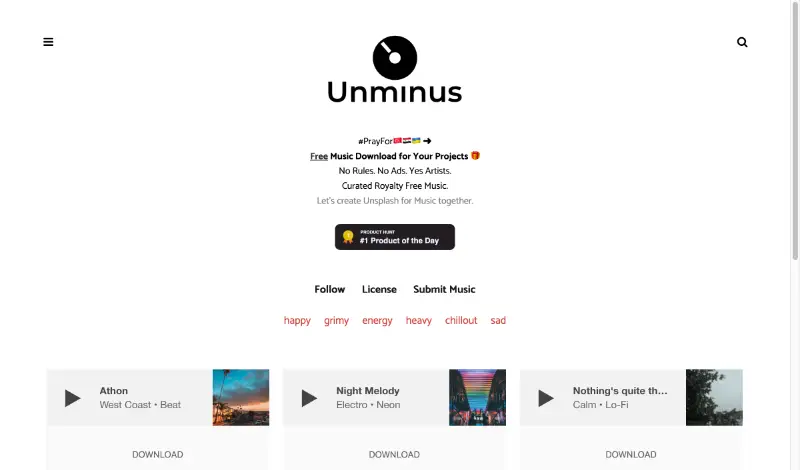 Unminus
#PrayFor🇹🇷🇸🇾🇺🇦 ➜
Free Music Download for Your Projects 🎁
No Rules. No Ads. Yes Artists.
Curated Royalty Free Music.
Let's create Unsplash for Music together.
PRODUCT HUNT
#1 Product of the Day
Follow License Submit Music
happy grimy energy heavy chillout sad
Athon
West Coast • Beat
DOWNLOAD
Night Melody
Electro • Neon
DOWNLOAD
Nothing's quite th...
Calm • Lo-Fi
DOWNLOAD